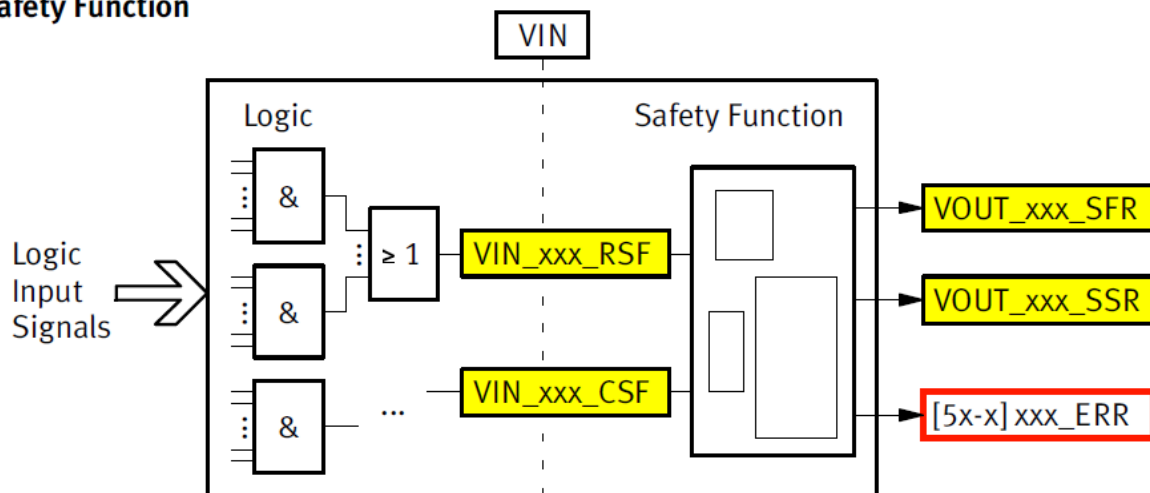 afety Function
VIN
Logic
Safety Function
&
≥ 1
VIN_xxx_RSF
VOUT_xxx_SFR
Logic
Input
Signals
&
VOUT_xxx_SSR
&
...
VIN_xxx_CSF
[5x-x] xxx_ERR